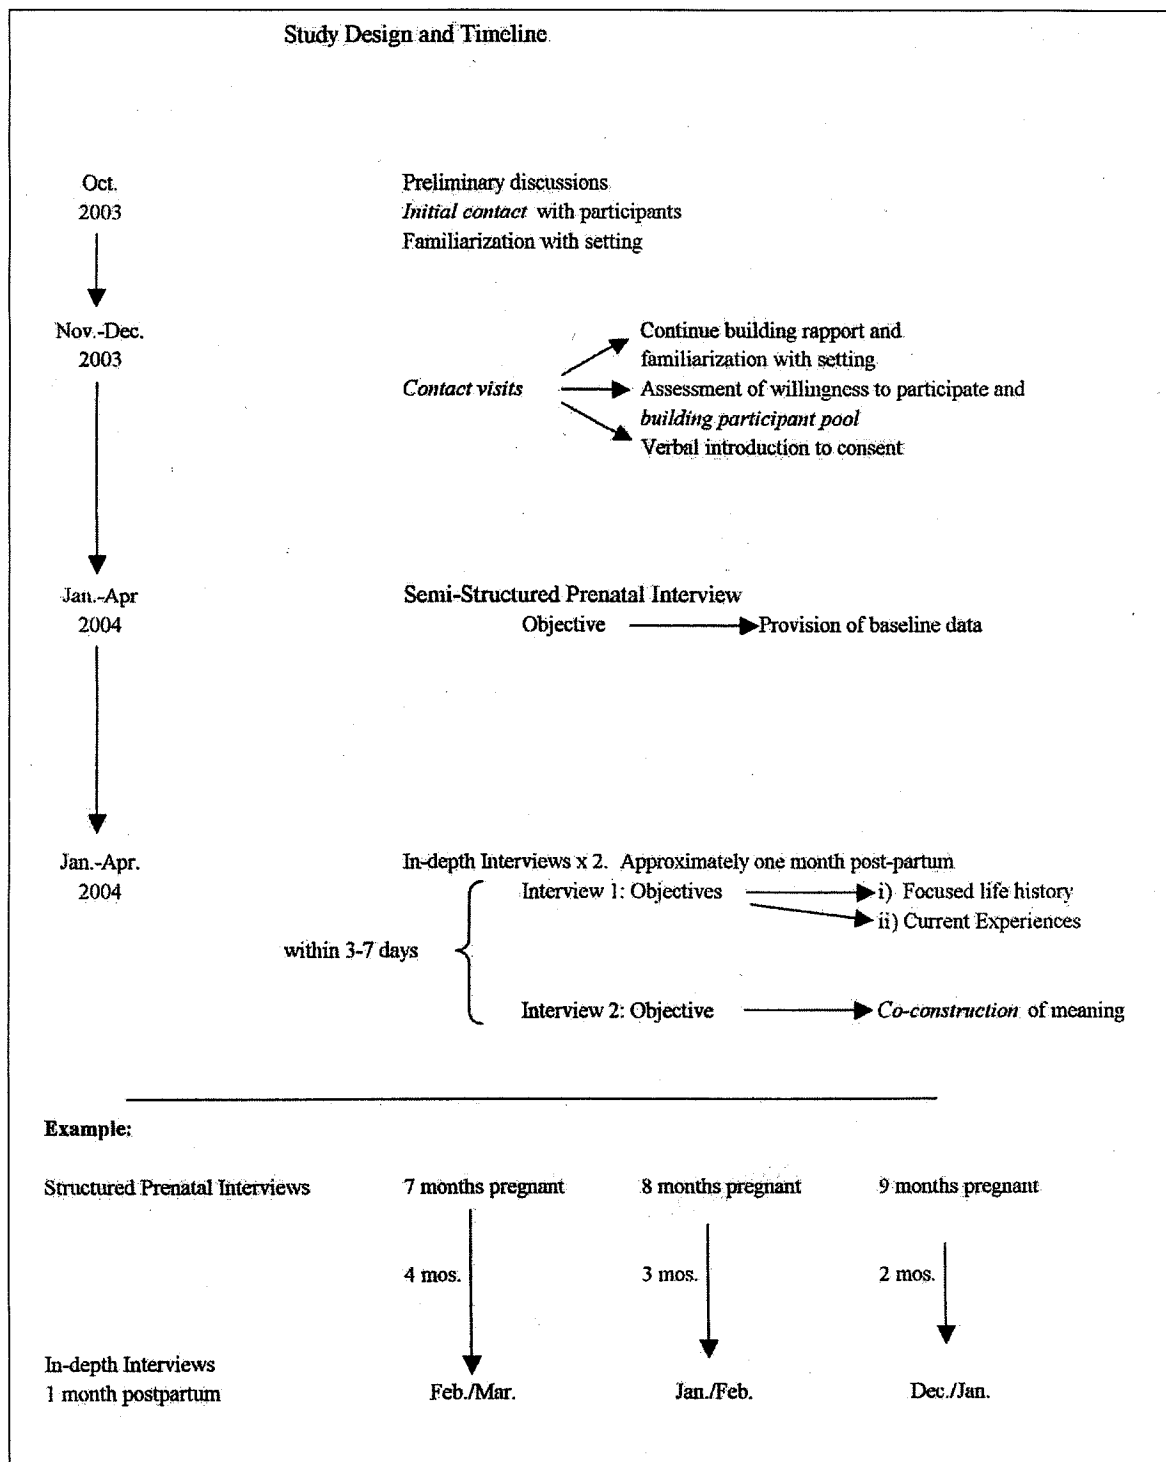 Study Design and Timeline
Oct.
2003
Preliminary discussions
Initial contact with participants
Familiarization with setting
Nov.-Dec.
2003
Contact visits
Continue building rapport and
familiarization with setting
Assessment of willingness to participate and
building participant pool
Verbal introduction to consent
Jan.-Apr
2004
Semi-Structured Prenatal Interview
Objective
Provision of baseline data
Jan.-Apr.
2004
In-depth Interviews x 2. Approximately one month post-partum
Interview 1: Objectives
i) Focused life history
ii) Current Experiences
within 3-7 days
Interview 2: Objective
Co-construction of meaning
Example:
Structured Prenatal Interviews
7 months pregnant
8 months pregnant
9 months pregnant
4 mos.
3 mos.
2 mos.
In-depth Interviews
1 month postpartum
Feb./Mar.
Jan./Feb.
Dec./Jan.